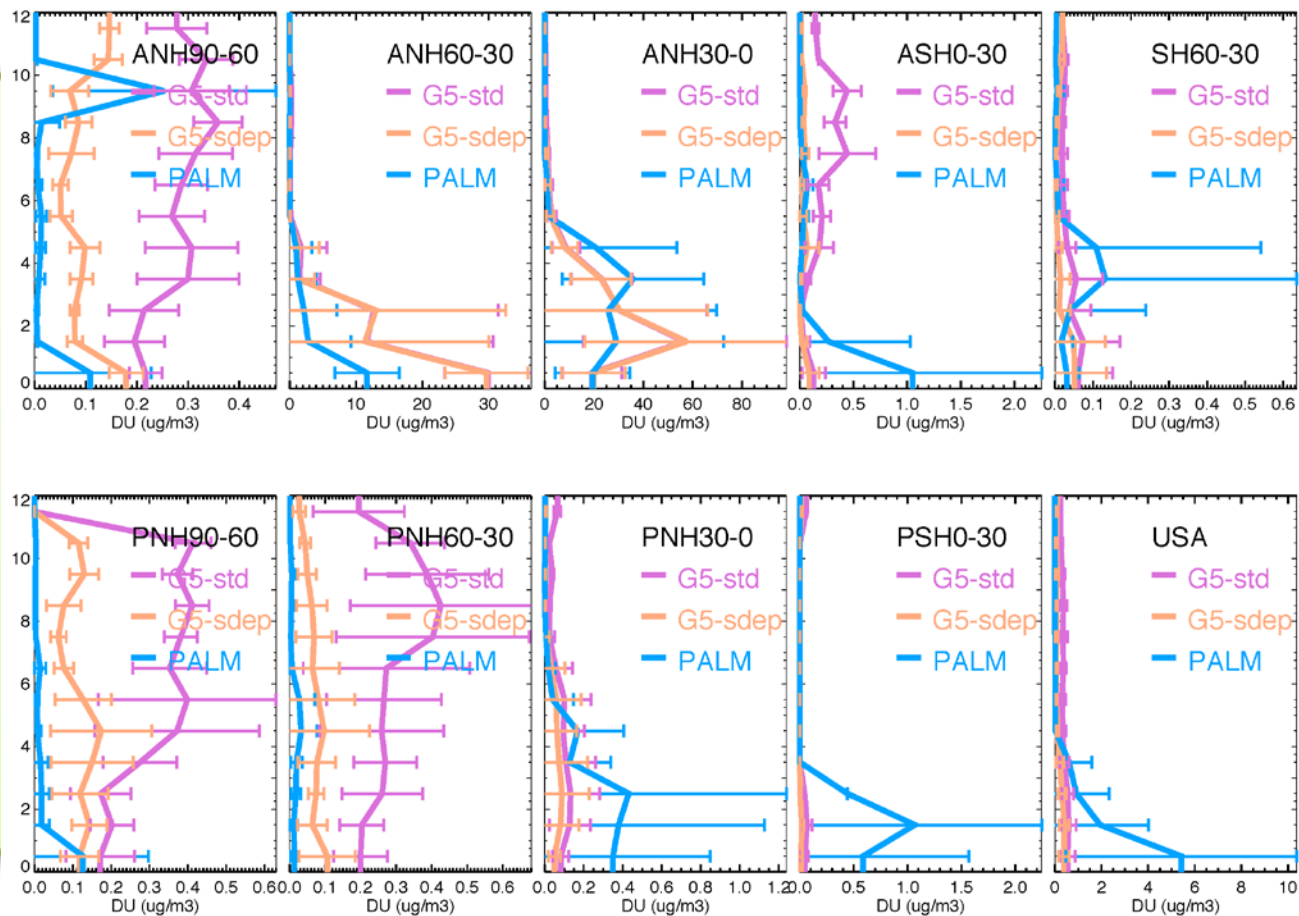 12 ANH90-60 ANH60-30 ANH30-0 ASH0-30 SH60-30
10 G5-std G5-std G5-std G5-std G5-std
8 G5-sdep G5-sdep G5-sdep G5-sdep G5-sdep
6 PALM PALM PALM PALM PALM
4
2
0
0.0 0.1 0.2 0.3 0.4 0 10 20 30 0 20 40 60 80 0.0 0.5 1.0 1.5 2.0 0.0 0.1 0.2 0.3 0.4 0.5 0.6
DU (ug/m3) DU (ug/m3) DU (ug/m3) DU (ug/m3) DU (ug/m3)
12 PNH90-60 PNH60-30 PNH30-0 PSH0-30 USA
10 G5-std G5-std G5-std G5-std G5-std
8 G5-sdep G5-sdep G5-sdep G5-sdep G5-sdep
6 PALM PALM PALM PALM PALM
4
2
0
0.0 0.1 0.2 0.3 0.4 0.5 0.6 0.0 0.1 0.2 0.3 0.4 0.5 0.6 0.0 0.2 0.4 0.6 0.8 1.0 1.2 0.0 0.5 1.0 1.5 2.0 0 2 4 6 8 10
DU (ug/m3) DU (ug/m3) DU (ug/m3) DU (ug/m3) DU (ug/m3)